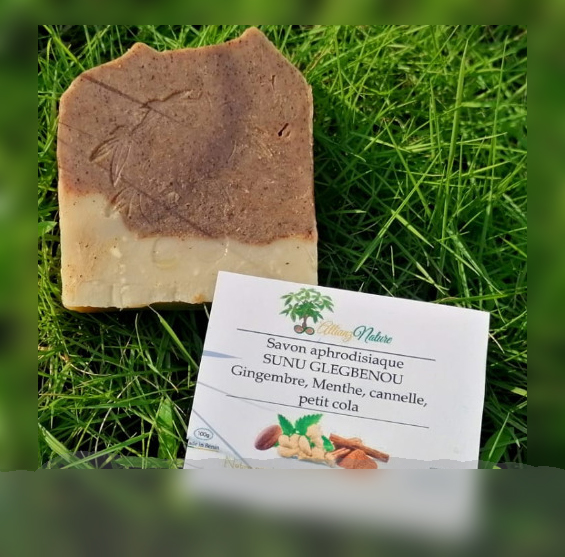 AllianzNature
Savon aphrodisiaque
SUNU GLEGBENOU
Gingembre, Menthe, cannelle,
petit cola
100g